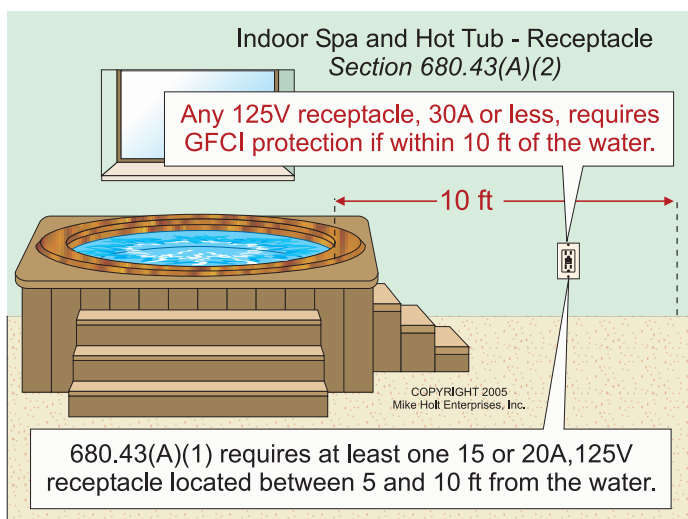 Indoor Spa and Hot Tub - Receptacle
Section 680.43(A)(2)
Any 125V receptacle, 30A or less, requires
GFCI protection if within 10 ft of the water.
10 ft
COPYRIGHT 2005
Mike Holt Enterprises, Inc.
680.43(A)(1) requires at least one 15 or 20A,125V
receptacle located between 5 and 10 ft from the water.